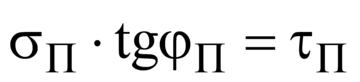 σ_П · tgφ_П = τ_П